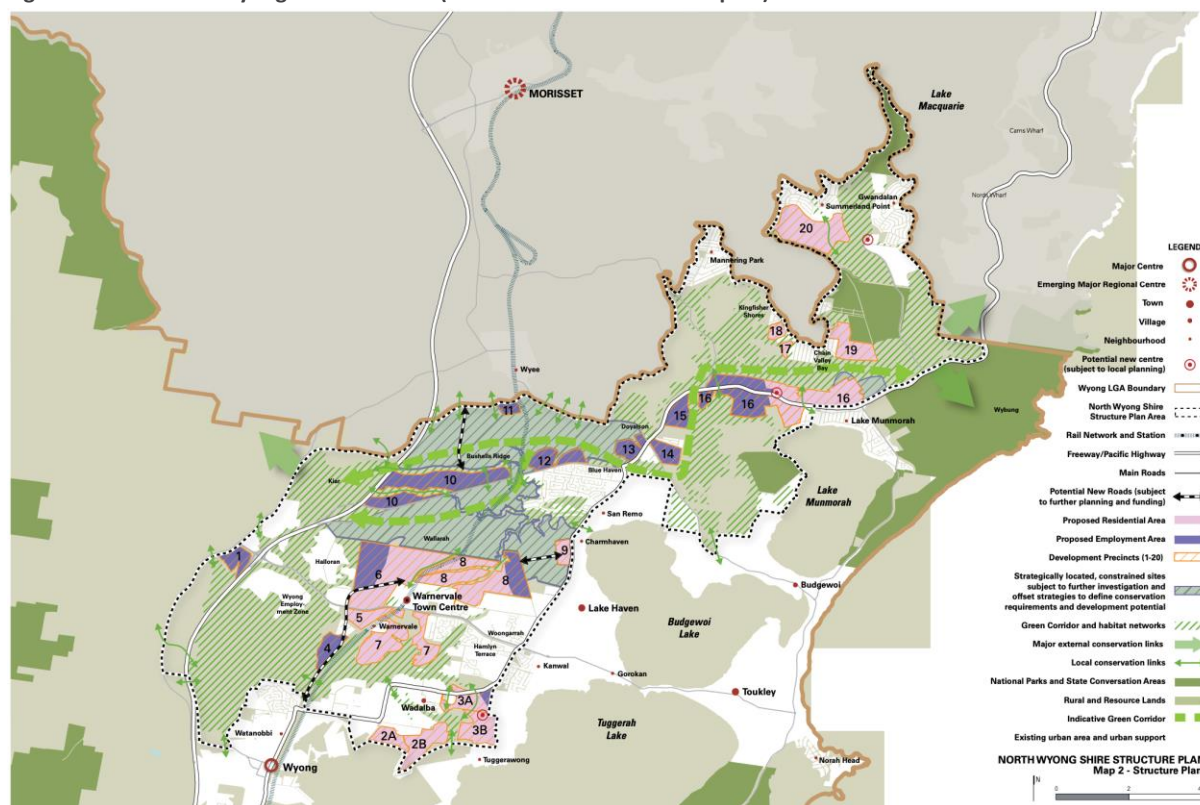 MORISSET
Lake
Macquarie
Cams Wharf
North Wharf
Gwandalan
Summerland Point
20
Mannering Park
Kingfisher
Shores
18
17
19
Chain
Valley
Bay
Wyee
11
16
16
16
15
Lake Munmorah
Wybung
Doyalson
Bushells Ridge
13
14
12
Blue Haven
Kiar
10
10
Lake
Munmorah
San Remo
Wallarah
Charmhaven
1
Halloran
6
8
9
8
8
Wyong
Employ-
ment Zone
Budgewoi
Warnervale
Town Centre
Lake Haven
5
Warnervale
Budgewoi
Lake
Woongarrah
4
7
7
Hamlyn
Terrace
Kanwal
Gorokan
Toukley
3A
Wadalba
3B
Tuggerah
Lake
Watanobbi
2A
2B
Tuggerawong
Wyong
Norah Head
LEGEND
Major Centre
Emerging Major Regional Centre
Town
Village
Neighbourhood
Potential new centre
(subject to local planning)
Wyong LGA Boundary
North Wyong Shire
Structure Plan Area
Rail Network and Station
Freeway/Pacific Highway
Main Roads
Potential New Roads (subject
to further planning and funding)
Proposed Residential Area
Proposed Employment Area
Development Precincts (1-20)
Strategically located, constrained sites
subject to further investigation and
offset strategies to define conservation
requirements and development potential
Green Corridor and habitat networks
Major external conservation links
Local conservation links
National Parks and State Conservation Areas
Rural and Resource Lands
Indicative Green Corridor
Existing urban area and urban support
NORTH WYONG SHIRE STRUCTURE PLAN
Map 2 - Structure Plan
N
0 2